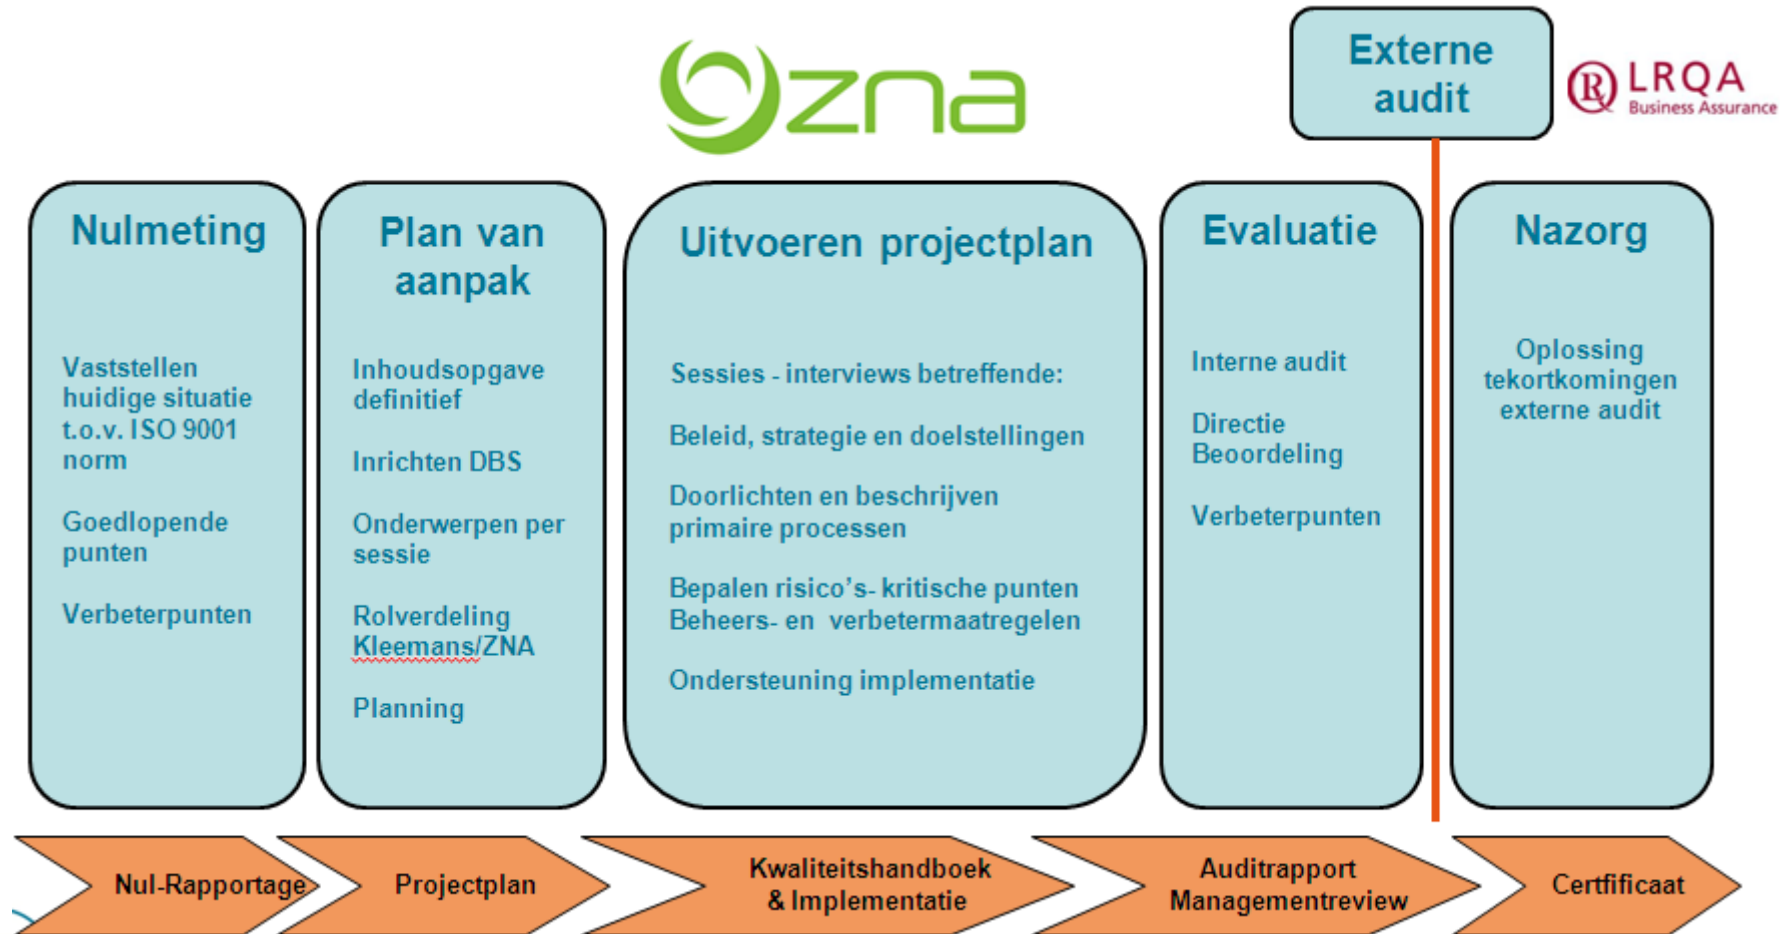 zna
Externe
audit
LRQA
Business Assurance
Nulmeting
Vaststellen
huidige situatie
t.o.v. ISO 9001
norm
Goedlopende
punten
Verbeterpunten
Plan van
aanpak
Inhoudsopgave
definitief
Inrichten DBS
Onderwerpen per
sessie
Rolverdeling
Kleemans/ZNA
Planning
Uitvoeren projectplan
Sessies - interviews betreffende:
Beleid, strategie en doelstellingen
Doorlichten en beschrijven
primaire processen
Bepalen risico's- kritische punten
Beheers- en verbetermaatregelen
Ondersteuning implementatie
Evaluatie
Interne audit
Directie
Beoordeling
Verbeterpunten
Nazorg
Oplossing
tekortkomingen
externe audit
Nul-Rapportage
Projectplan
Kwaliteitshandboek
& Implementatie
Auditrapport
Managementreview
Certfificaat